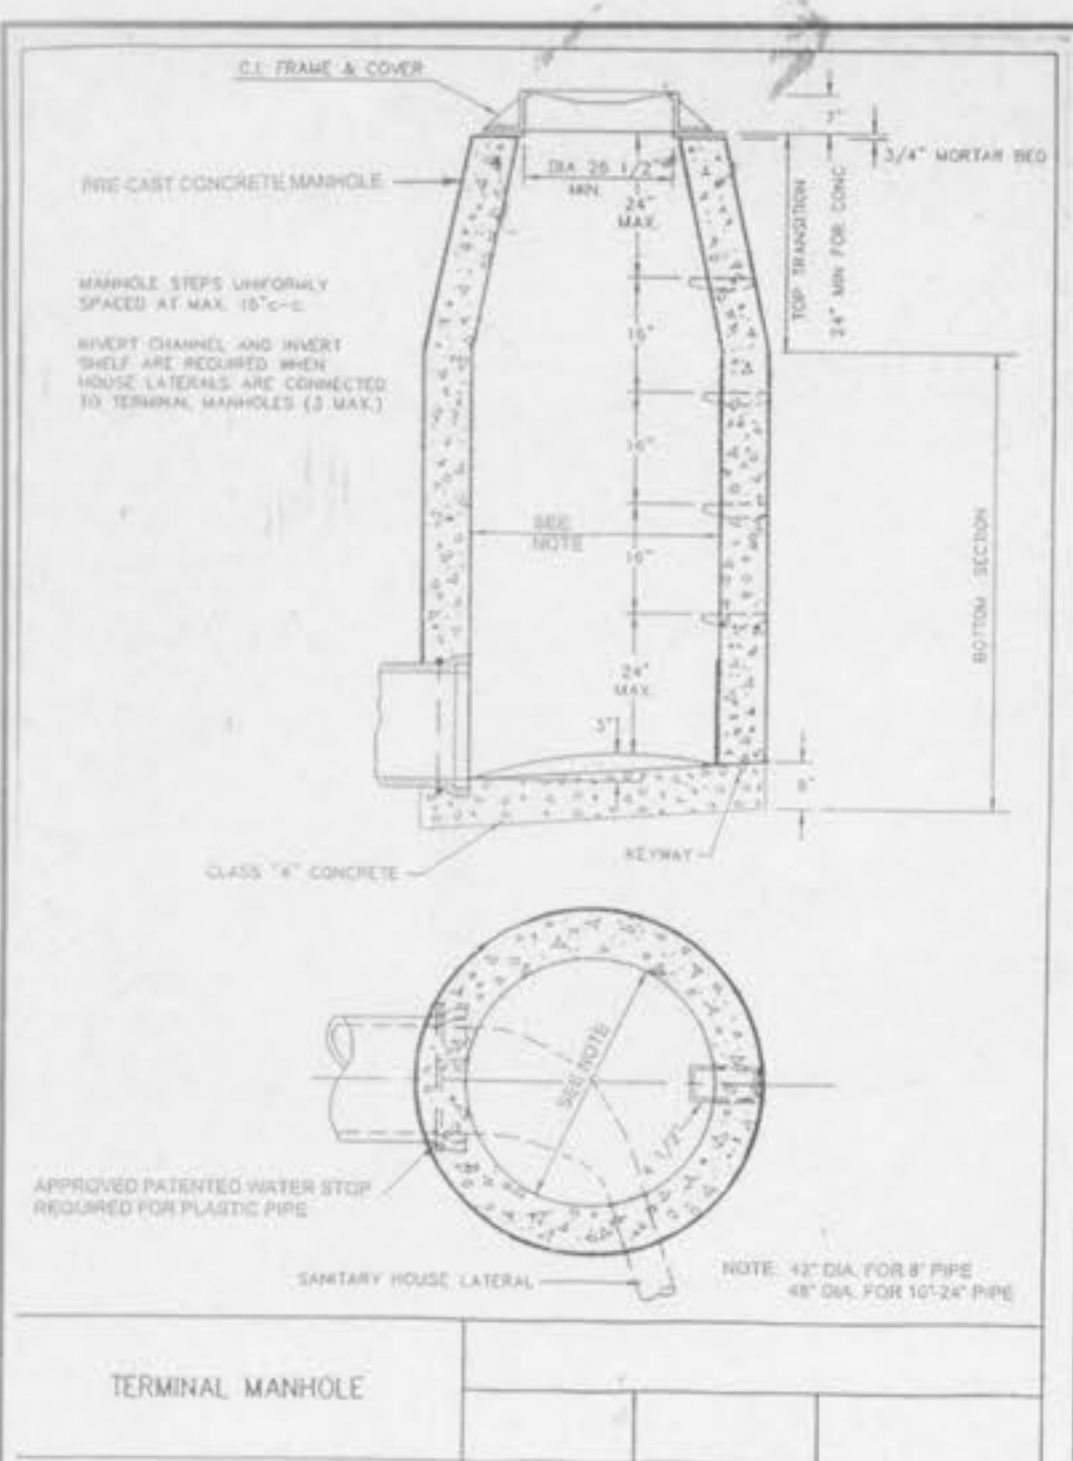 C.I. FRAME & COVER
7"
3/4" MORTAR BED
PRE-CAST CONCRETE MANHOLE
DIA 26 1/2"
MIN.
24"
MAX.
TOP TRANSITION
24" MIN FOR CONC
MANHOLE STEPS UNIFORMLY
SPACED AT MAX. 16"c-c.
INVERT CHANNEL AND INVERT
SHELF ARE REQUIRED WHEN
HOUSE LATERALS ARE CONNECTED
TO TERMINAL MANHOLES (3 MAX.)
16"
16"
SEE
NOTE
16"
BOTTOM SECTION
24"
MAX.
3"
8"
KEYWAY
CLASS "A" CONCRETE
SEE NOTE
4 1/2"
APPROVED PATENTED WATER STOP
REQUIRED FOR PLASTIC PIPE
SANITARY HOUSE LATERAL
NOTE: 42" DIA. FOR 8" PIPE
48" DIA. FOR 10"-24" PIPE
TERMINAL MANHOLE